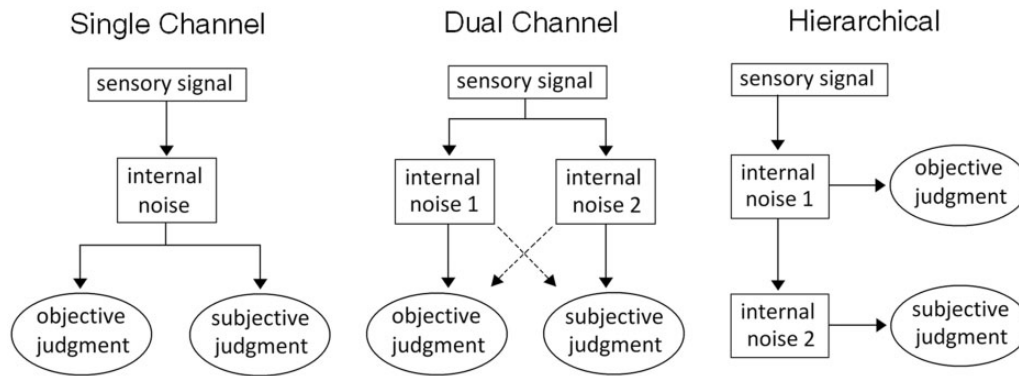 Single Channel
sensory signal
internal
noise
objective
judgment
subjective
judgment
Dual Channel
sensory signal
internal
noise 1
internal
noise 2
objective
judgment
subjective
judgment
Hierarchical
sensory signal
internal
noise 1
objective
judgment
internal
noise 2
subjective
judgment